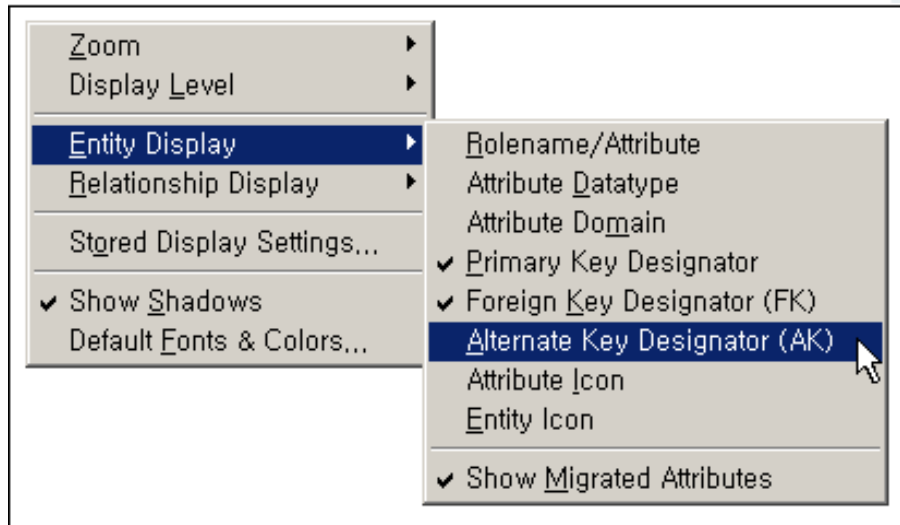 Zoom
Display Level
Entity Display
Relationship Display
Stored Display Settings...
Show Shadows
Default Fonts & Colors...
Rolename/Attribute
Attribute Datatype
Attribute Domain
Primary Key Designator
Foreign Key Designator (FK)
Alternate Key Designator (AK)
Attribute Icon
Entity Icon
Show Migrated Attributes